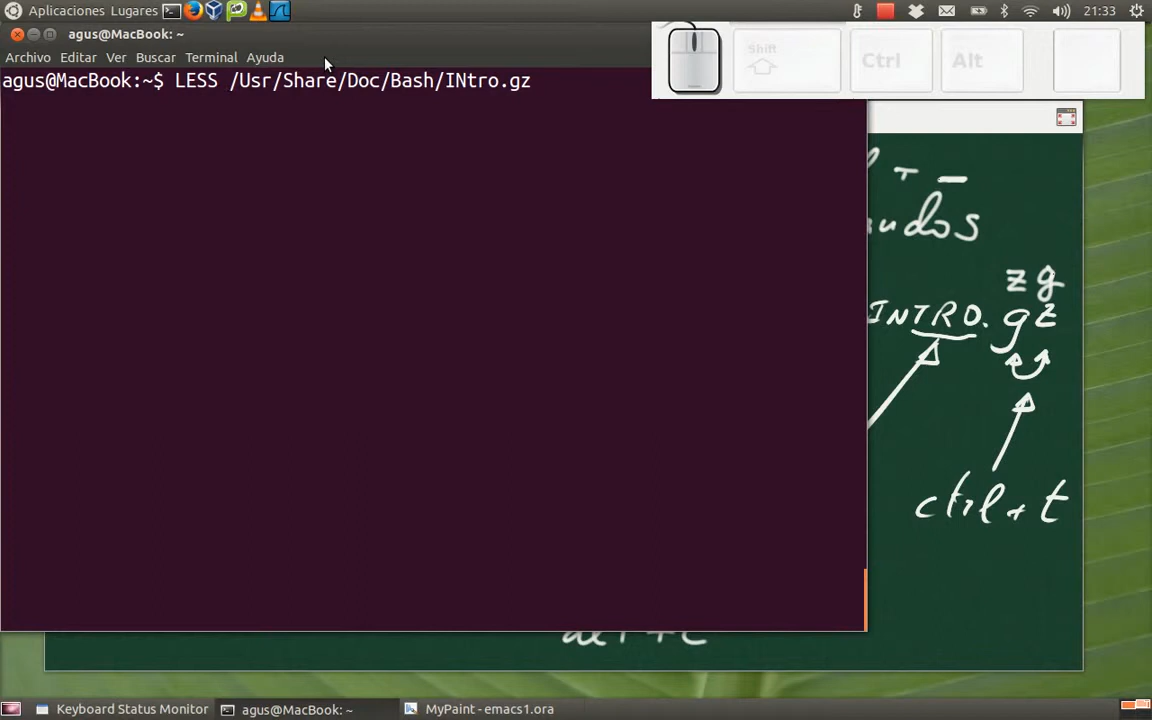 Aplicaciones Lugares 21:33
agus@MacBook: ~
Archivo Editar Ver Buscar Terminal Ayuda
Shift Ctrl Alt
agus@MacBook:~$ LESS /Usr/Share/Doc/Bash/INtro.gz
z g
INTRO. gz
ctrl+t
Keyboard Status Monitor agus@MacBook: ~ MyPaint - emacs1.ora